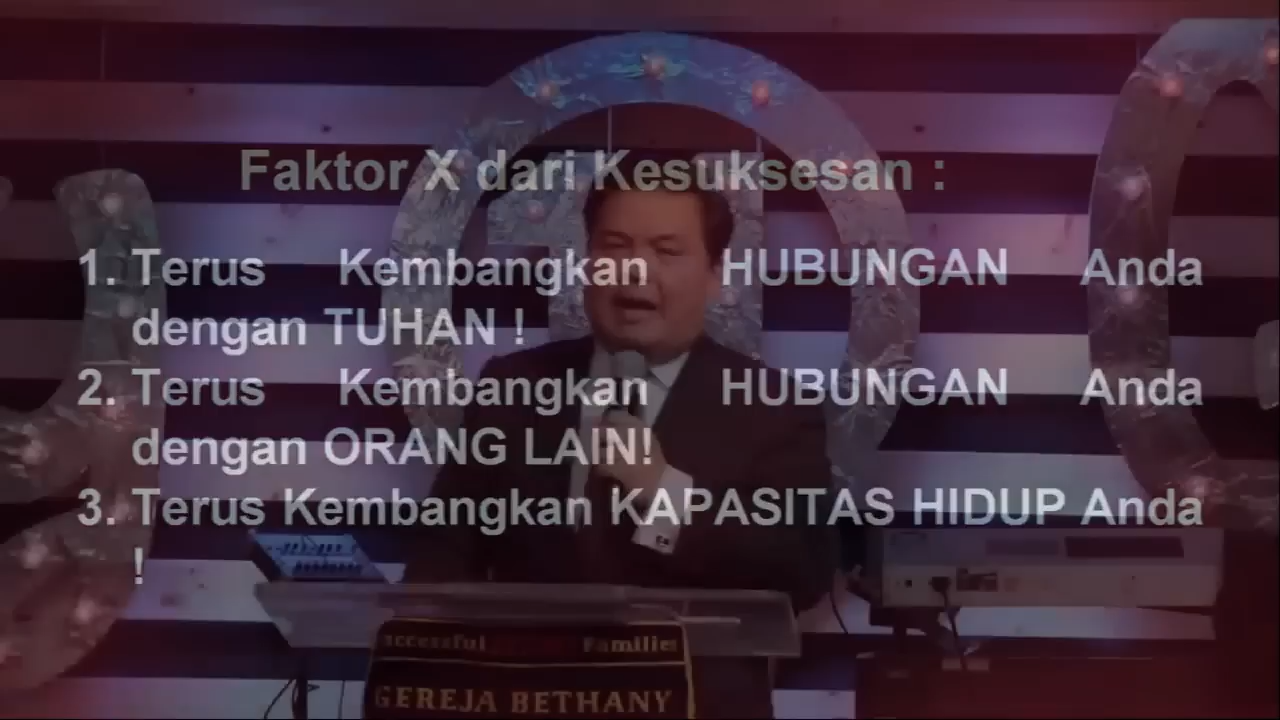 Faktor X dari Kesuksesan :
1. Terus Kembangkan HUBUNGAN Anda
dengan TUHAN !
2. Terus Kembangkan HUBUNGAN Anda
dengan ORANG LAIN!
3. Terus Kembangkan KAPASITAS HIDUP Anda
!
Families
GEREJA BETHANY